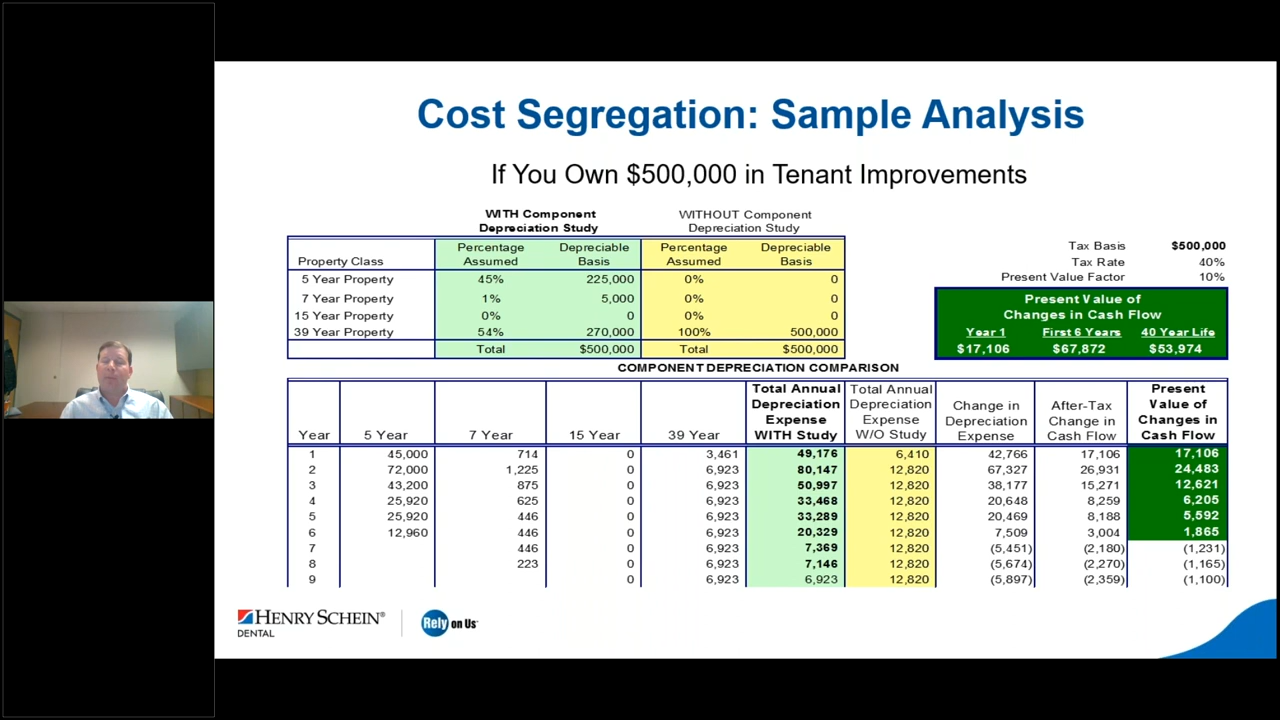 Cost Segregation: Sample Analysis
If You Own $500,000 in Tenant Improvements
WITH Component Depreciation Study WITHOUT Component Depreciation Study
Property Class Percentage Assumed Depreciable Basis Percentage Assumed Depreciable Basis
5 Year Property 45% 225,000 0% 0
7 Year Property 1% 5,000 0% 0
15 Year Property 0% 0 0% 0
39 Year Property 54% 270,000 100% 500,000
Total $500,000 Total $500,000
Tax Basis $500,000
Tax Rate 40%
Present Value Factor 10%
Present Value of
Changes in Cash Flow
Year 1 First 6 Years 40 Year Life
$17,106 $67,872 $53,974
COMPONENT DEPRECIATION COMPARISON
Year 5 Year 7 Year 15 Year 39 Year Total Annual Depreciation Expense WITH Study Total Annual Depreciation Expense W/O Study Change in Depreciation Expense After-Tax Change in Cash Flow Present Value of Changes in Cash Flow
1 45,000 714 0 3,461 49,176 6,410 42,766 17,106 17,106
2 72,000 1,225 0 6,923 80,147 12,820 67,327 26,931 24,483
3 43,200 875 0 6,923 50,997 12,820 38,177 15,271 12,621
4 25,920 625 0 6,923 33,468 12,820 20,648 8,259 6,205
5 25,920 446 0 6,923 33,289 12,820 20,469 8,188 5,592
6 12,960 446 0 6,923 20,329 12,820 7,509 3,004 1,865
7 446 0 6,923 7,369 12,820 (5,451) (2,180) (1,231)
8 223 0 6,923 7,146 12,820 (5,674) (2,270) (1,165)
9 0 6,923 6,923 12,820 (5,897) (2,359) (1,100)
HENRY SCHEIN®
DENTAL
Rely on Us